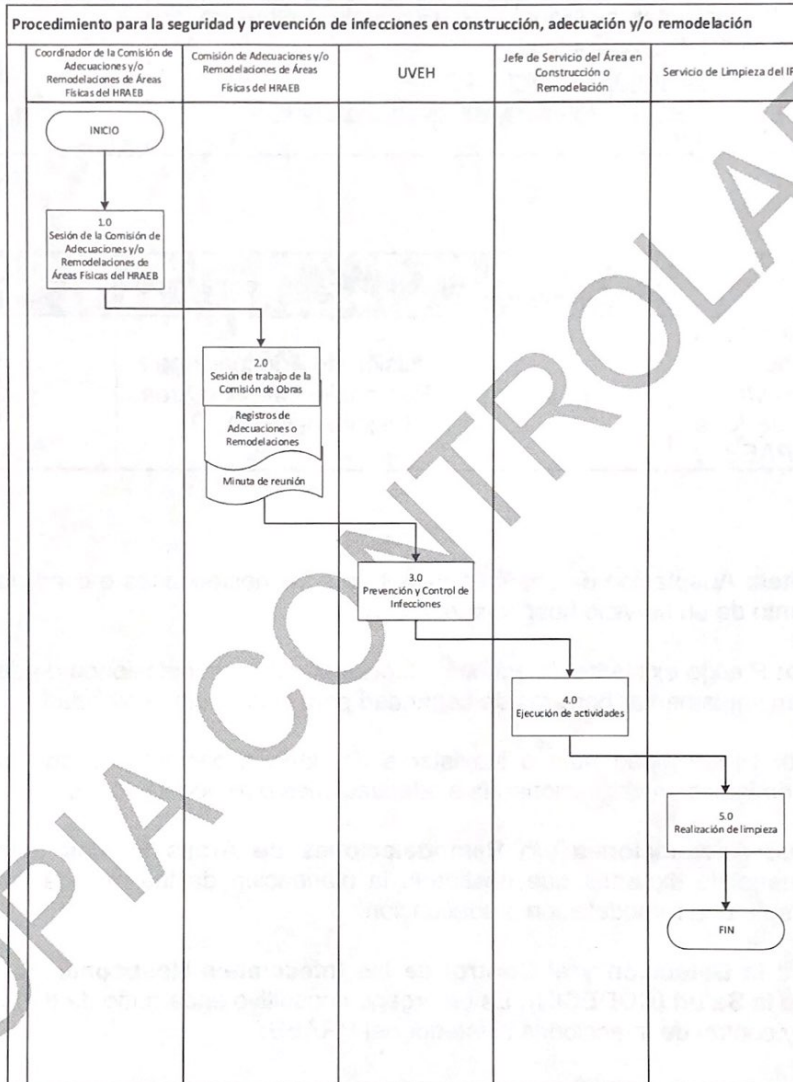 Procedimiento para la seguridad y prevención de infecciones en construcción, adecuación y/o remodelación
Coordinador de la Comisión de
Adecuaciones y/o
Remodelaciones de Áreas
Físicas del HRAEB
Comisión de Adecuaciones y/o
Remodelaciones de Áreas
Físicas del HRAEB
UVEH
Jefe de Servicio del Área en
Construcción o
Remodelación
Servicio de Limpieza del
INICIO
1.0
Sesión de la Comisión de
Adecuaciones y/o
Remodelaciones de
Áreas Físicas del HRAEB
2.0
Sesión de trabajo de la
Comisión de Obras
Registros de
Adecuaciones o
Remodelaciones
Minuta de reunión
3.0
Prevención y Control de
Infecciones
4.0
Ejecución de actividades
5.0
Realización de limpieza
FIN
OPIA CONTROLA